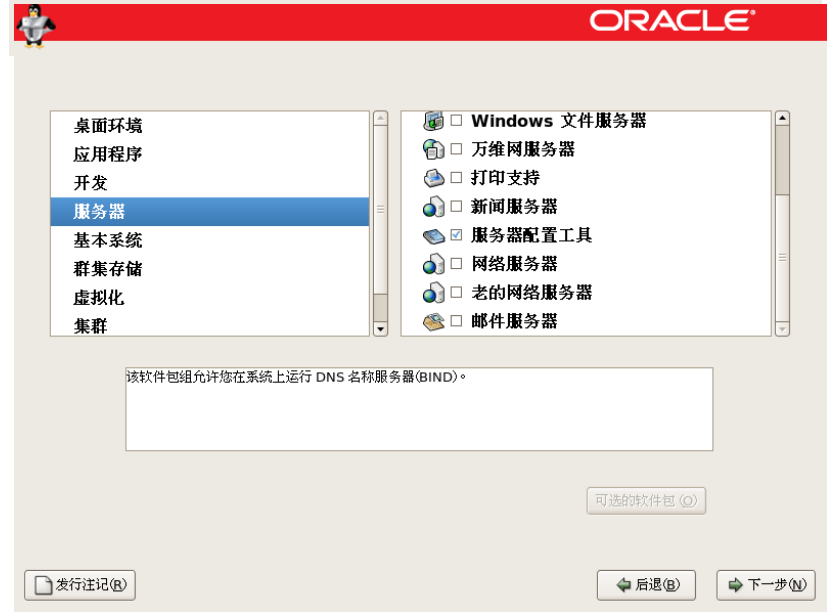 ORACLE
桌面环境
应用程序
开发
服务器
基本系统
群集存储
虚拟化
集群
Windows 文件服务器
万维网服务器
打印支持
新闻服务器
服务器配置工具
网络服务器
老的网络服务器
邮件服务器
该软件包组允许您在系统上运行 DNS 名称服务器(BIND)。
可选的软件包(O)
发行注记(R)
后退(B)
下一步(N)